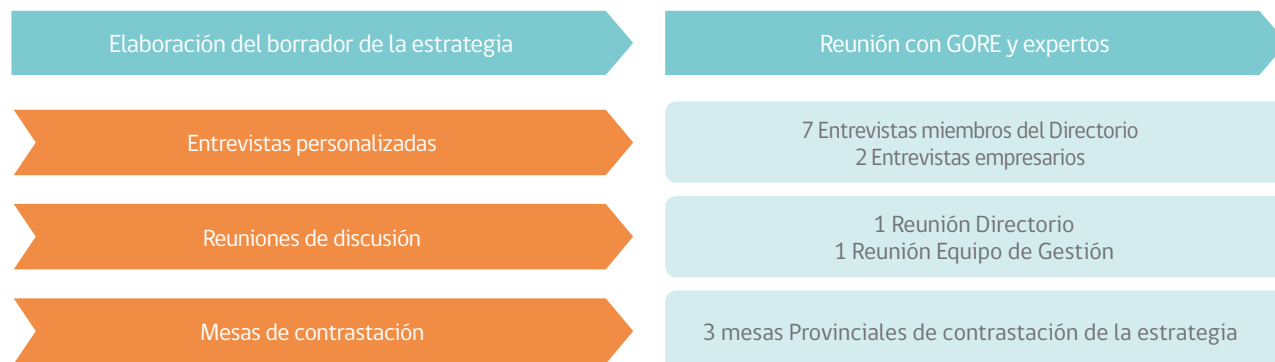 Elaboración del borrador de la estrategia
Reunión con GORE y expertos
Entrevistas personalizadas
7 Entrevistas miembros del Directorio
2 Entrevistas empresarios
Reuniones de discusión
1 Reunión Directorio
1 Reunión Equipo de Gestión
Mesas de contrastación
3 mesas Provinciales de contrastación de la estrategia